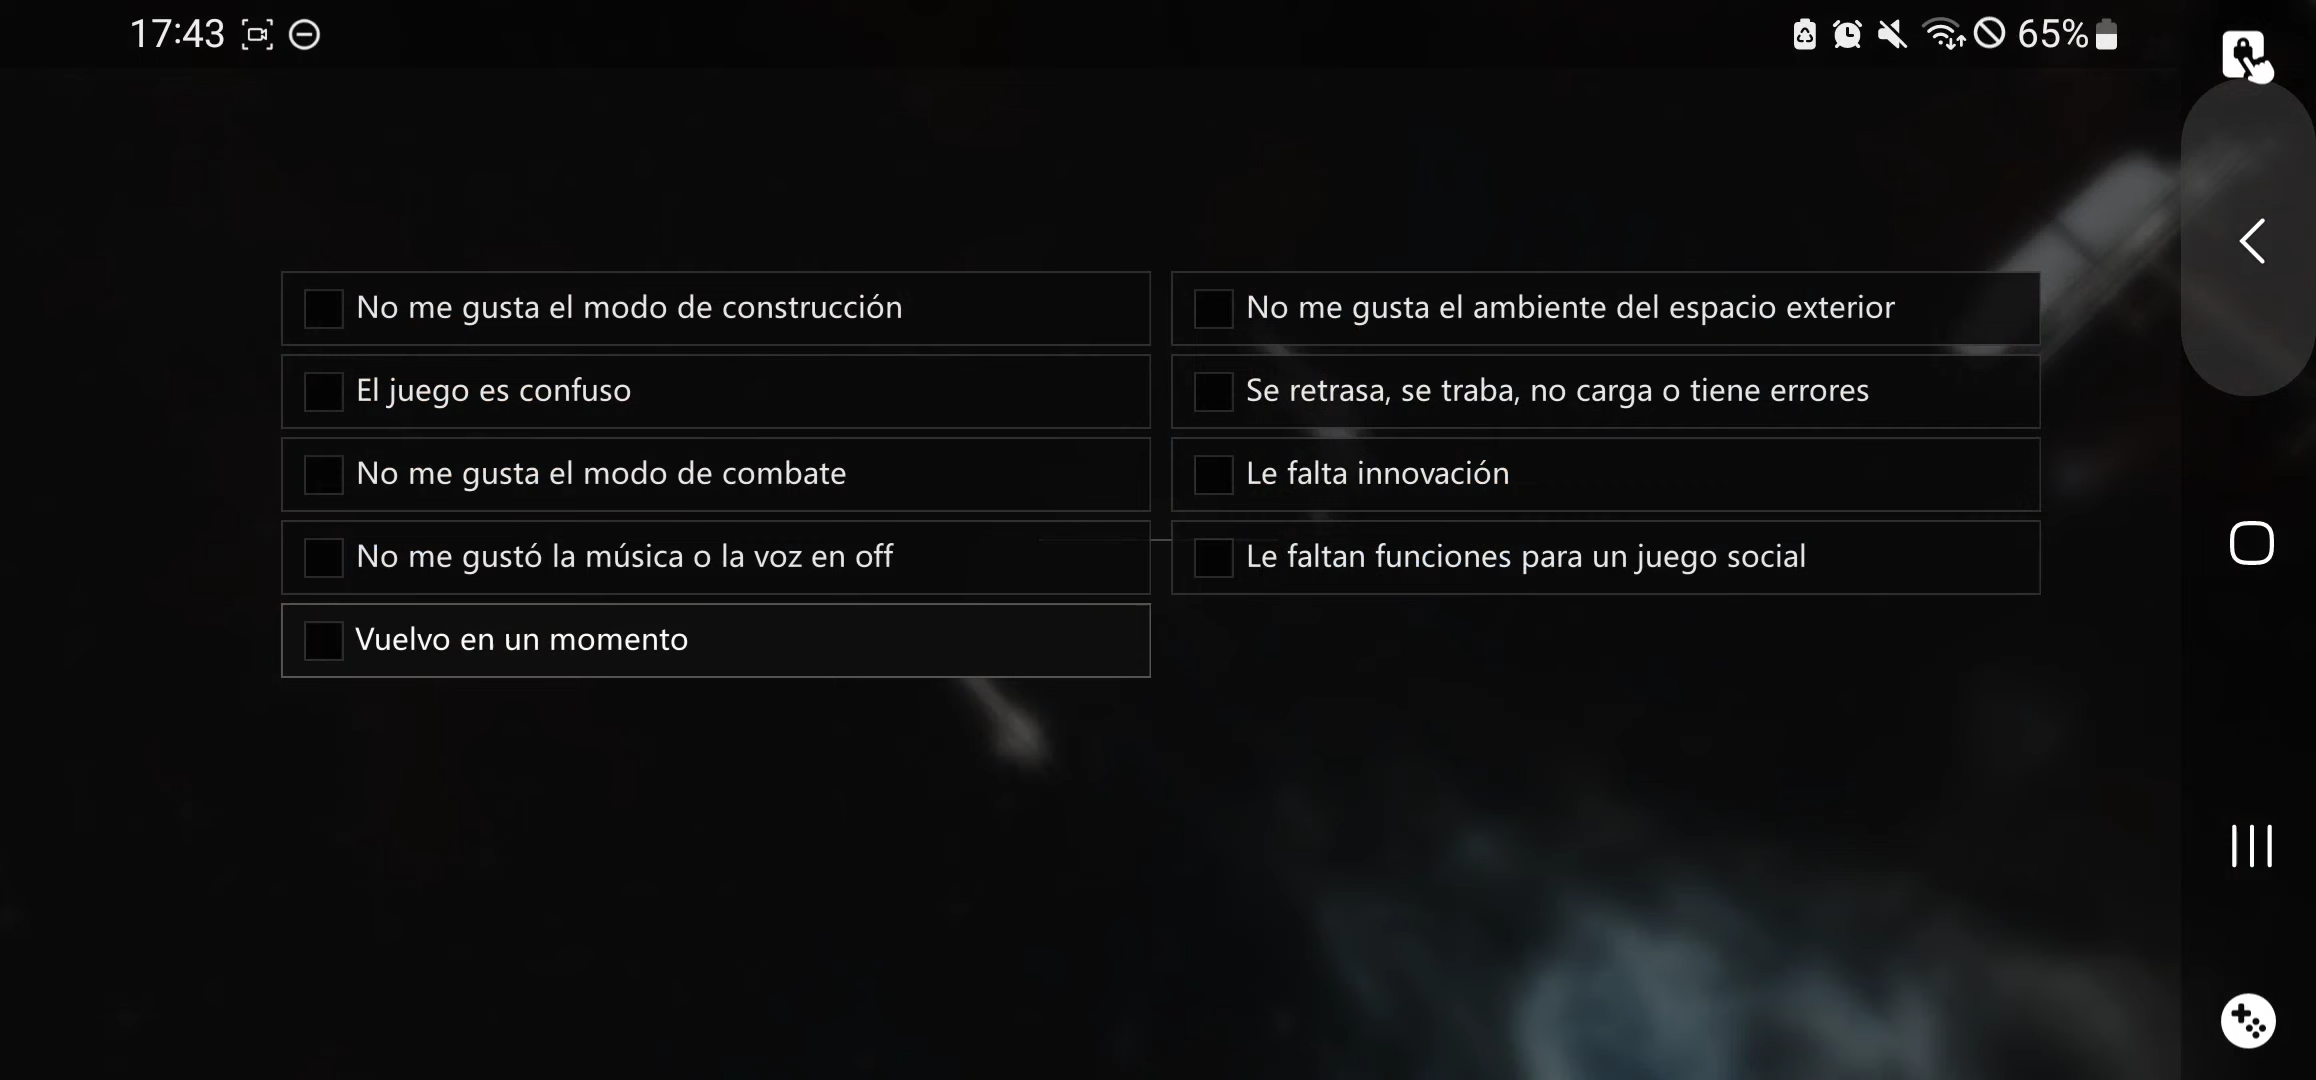 17:43
65%
No me gusta el modo de construcción
No me gusta el ambiente del espacio exterior
El juego es confuso
Se retrasa, se traba, no carga o tiene errores
No me gusta el modo de combate
Le falta innovación
No me gustó la música o la voz en off
Le faltan funciones para un juego social
Vuelvo en un momento